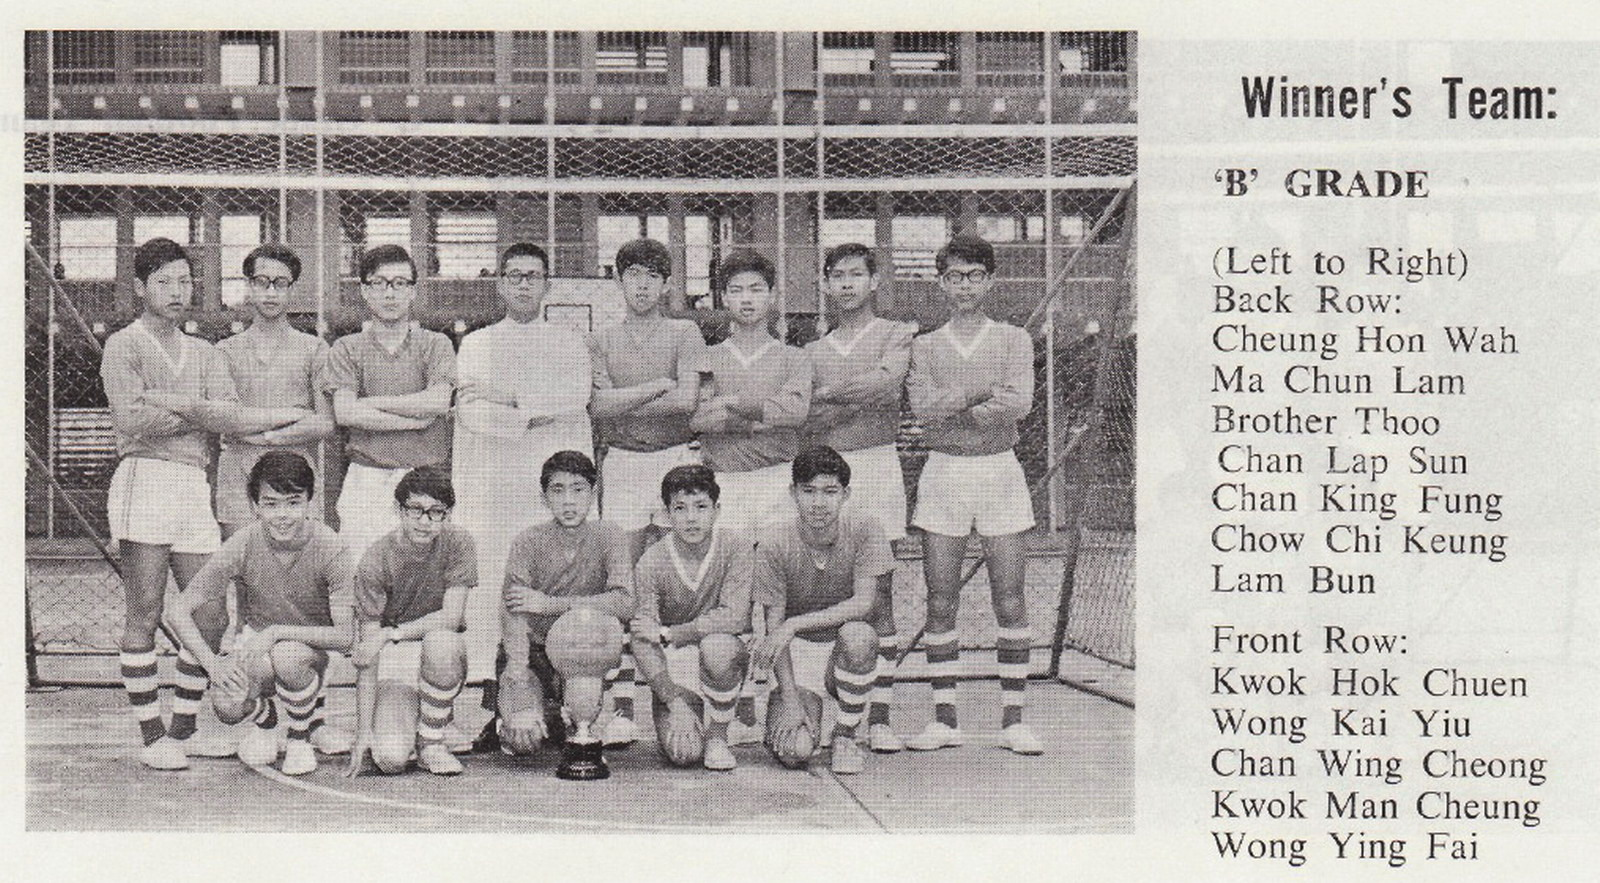 Winner's Team:
'B' GRADE
(Left to Right)
Back Row:
Cheung Hon Wah
Ma Chun Lam
Brother Thoo
Chan Lap Sun
Chan King Fung
Chow Chi Keung
Lam Bun
Front Row:
Kwok Hok Chuen
Wong Kai Yiu
Chan Wing Cheong
Kwok Man Cheung
Wong Ying Fai